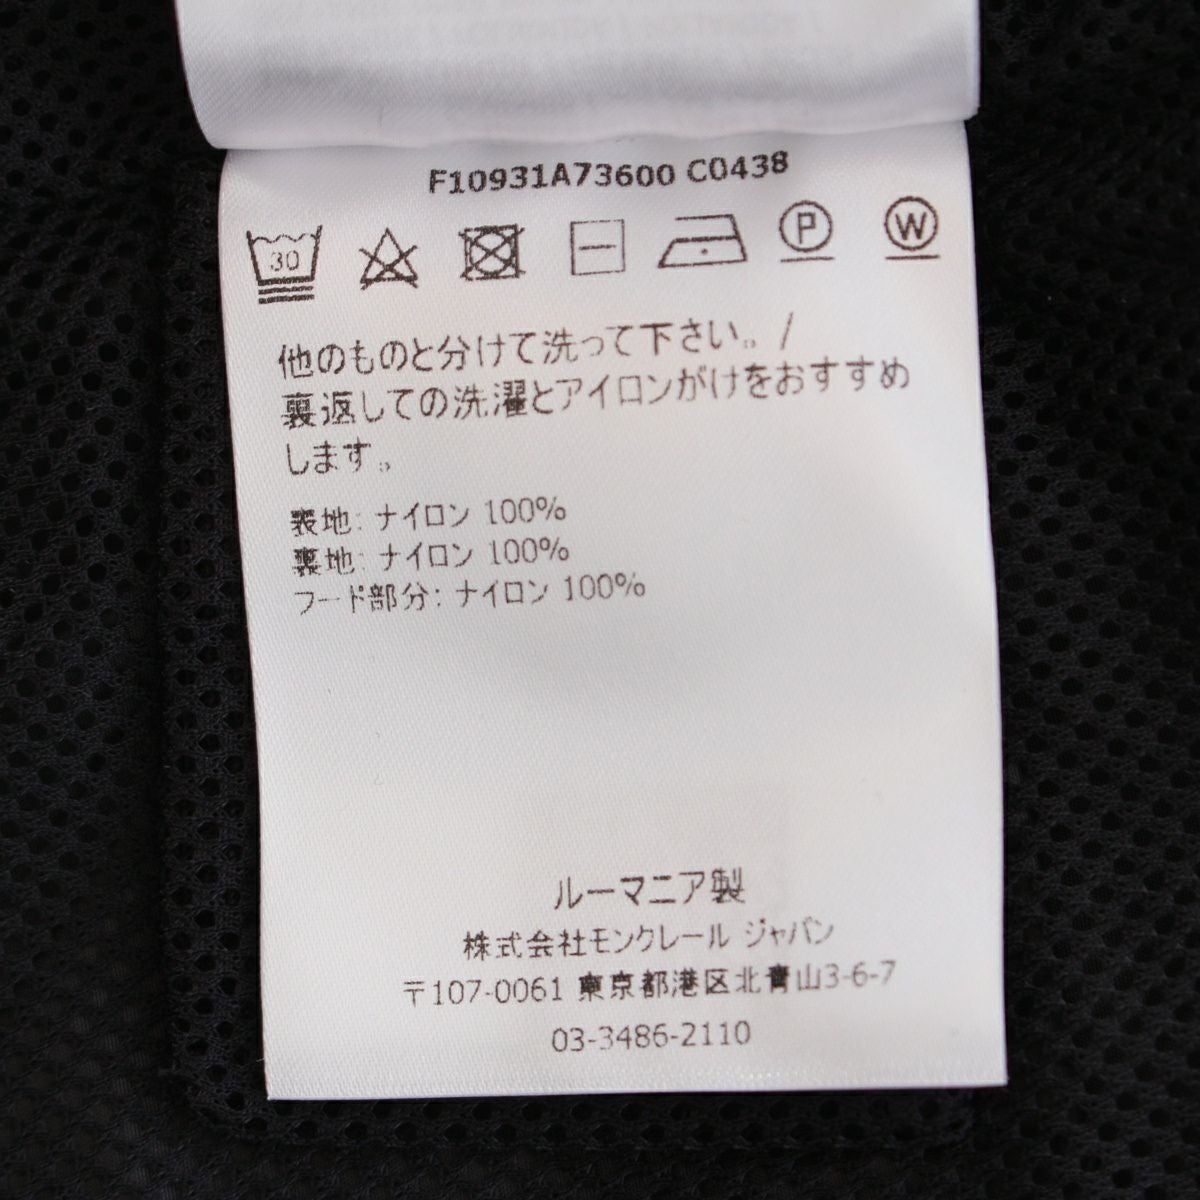 F10931A73600 C0438
30 P W
他のものと分けて洗って下さい。/
裏返しての洗濯とアイロンがけをおすすめ
します。
表地: ナイロン 100%
裏地: ナイロン 100%
フード部分: ナイロン 100%
ルーマニア製
株式会社モンクレール ジャパン
〒107-0061 東京都港区北青山3-6-7
03-3486-2110